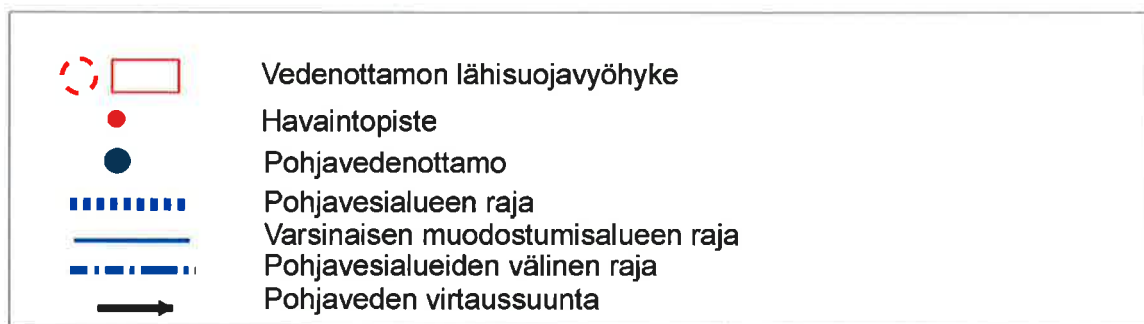 Vedenottamon lähisuojavyöhyke
Havaintopiste
Pohjavedenottamo
Pohjavesialueen raja
Varsinaisen muodostumisalueen raja
Pohjavesialueiden välinen raja
Pohjaveden virtaussuunta